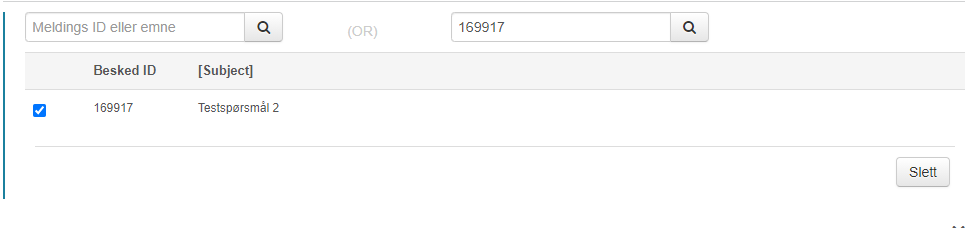 Meldings ID eller emne (OR) 169917
Besked ID [Subject]
169917 Testspørsmål 2
Slett